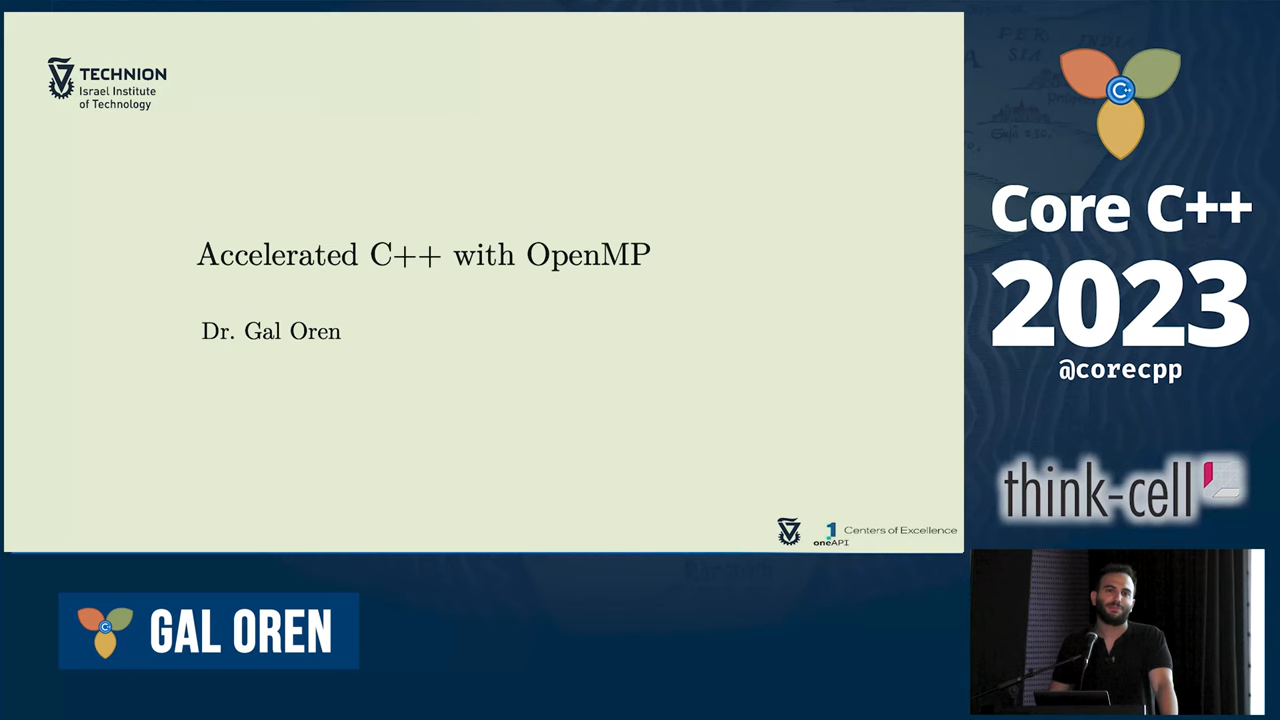 TECHNION
Israel Institute
of Technology
Accelerated C++ with OpenMP
Dr. Gal Oren
1 Centers of Excellence
oneAPI
C++
Core C++
2023
@corecpp
think-cell
C++
GAL OREN